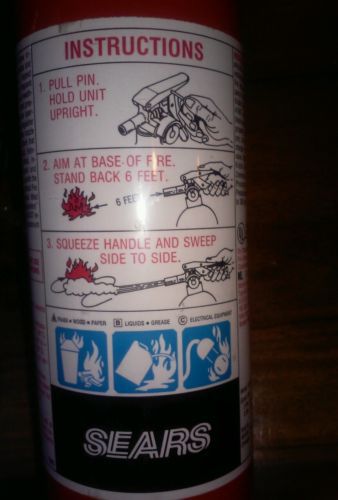 INSTRUCTIONS
1. PULL PIN.
HOLD UNIT
UPRIGHT.
2. AIM AT BASE OF FIRE.
STAND BACK 6 FEET.
6 FEET
3. SQUEEZE HANDLE AND SWEEP
SIDE TO SIDE.
A TRASH • WOOD • PAPER B LIQUIDS • GREASE C ELECTRICAL EQUIPMENT
SEARS